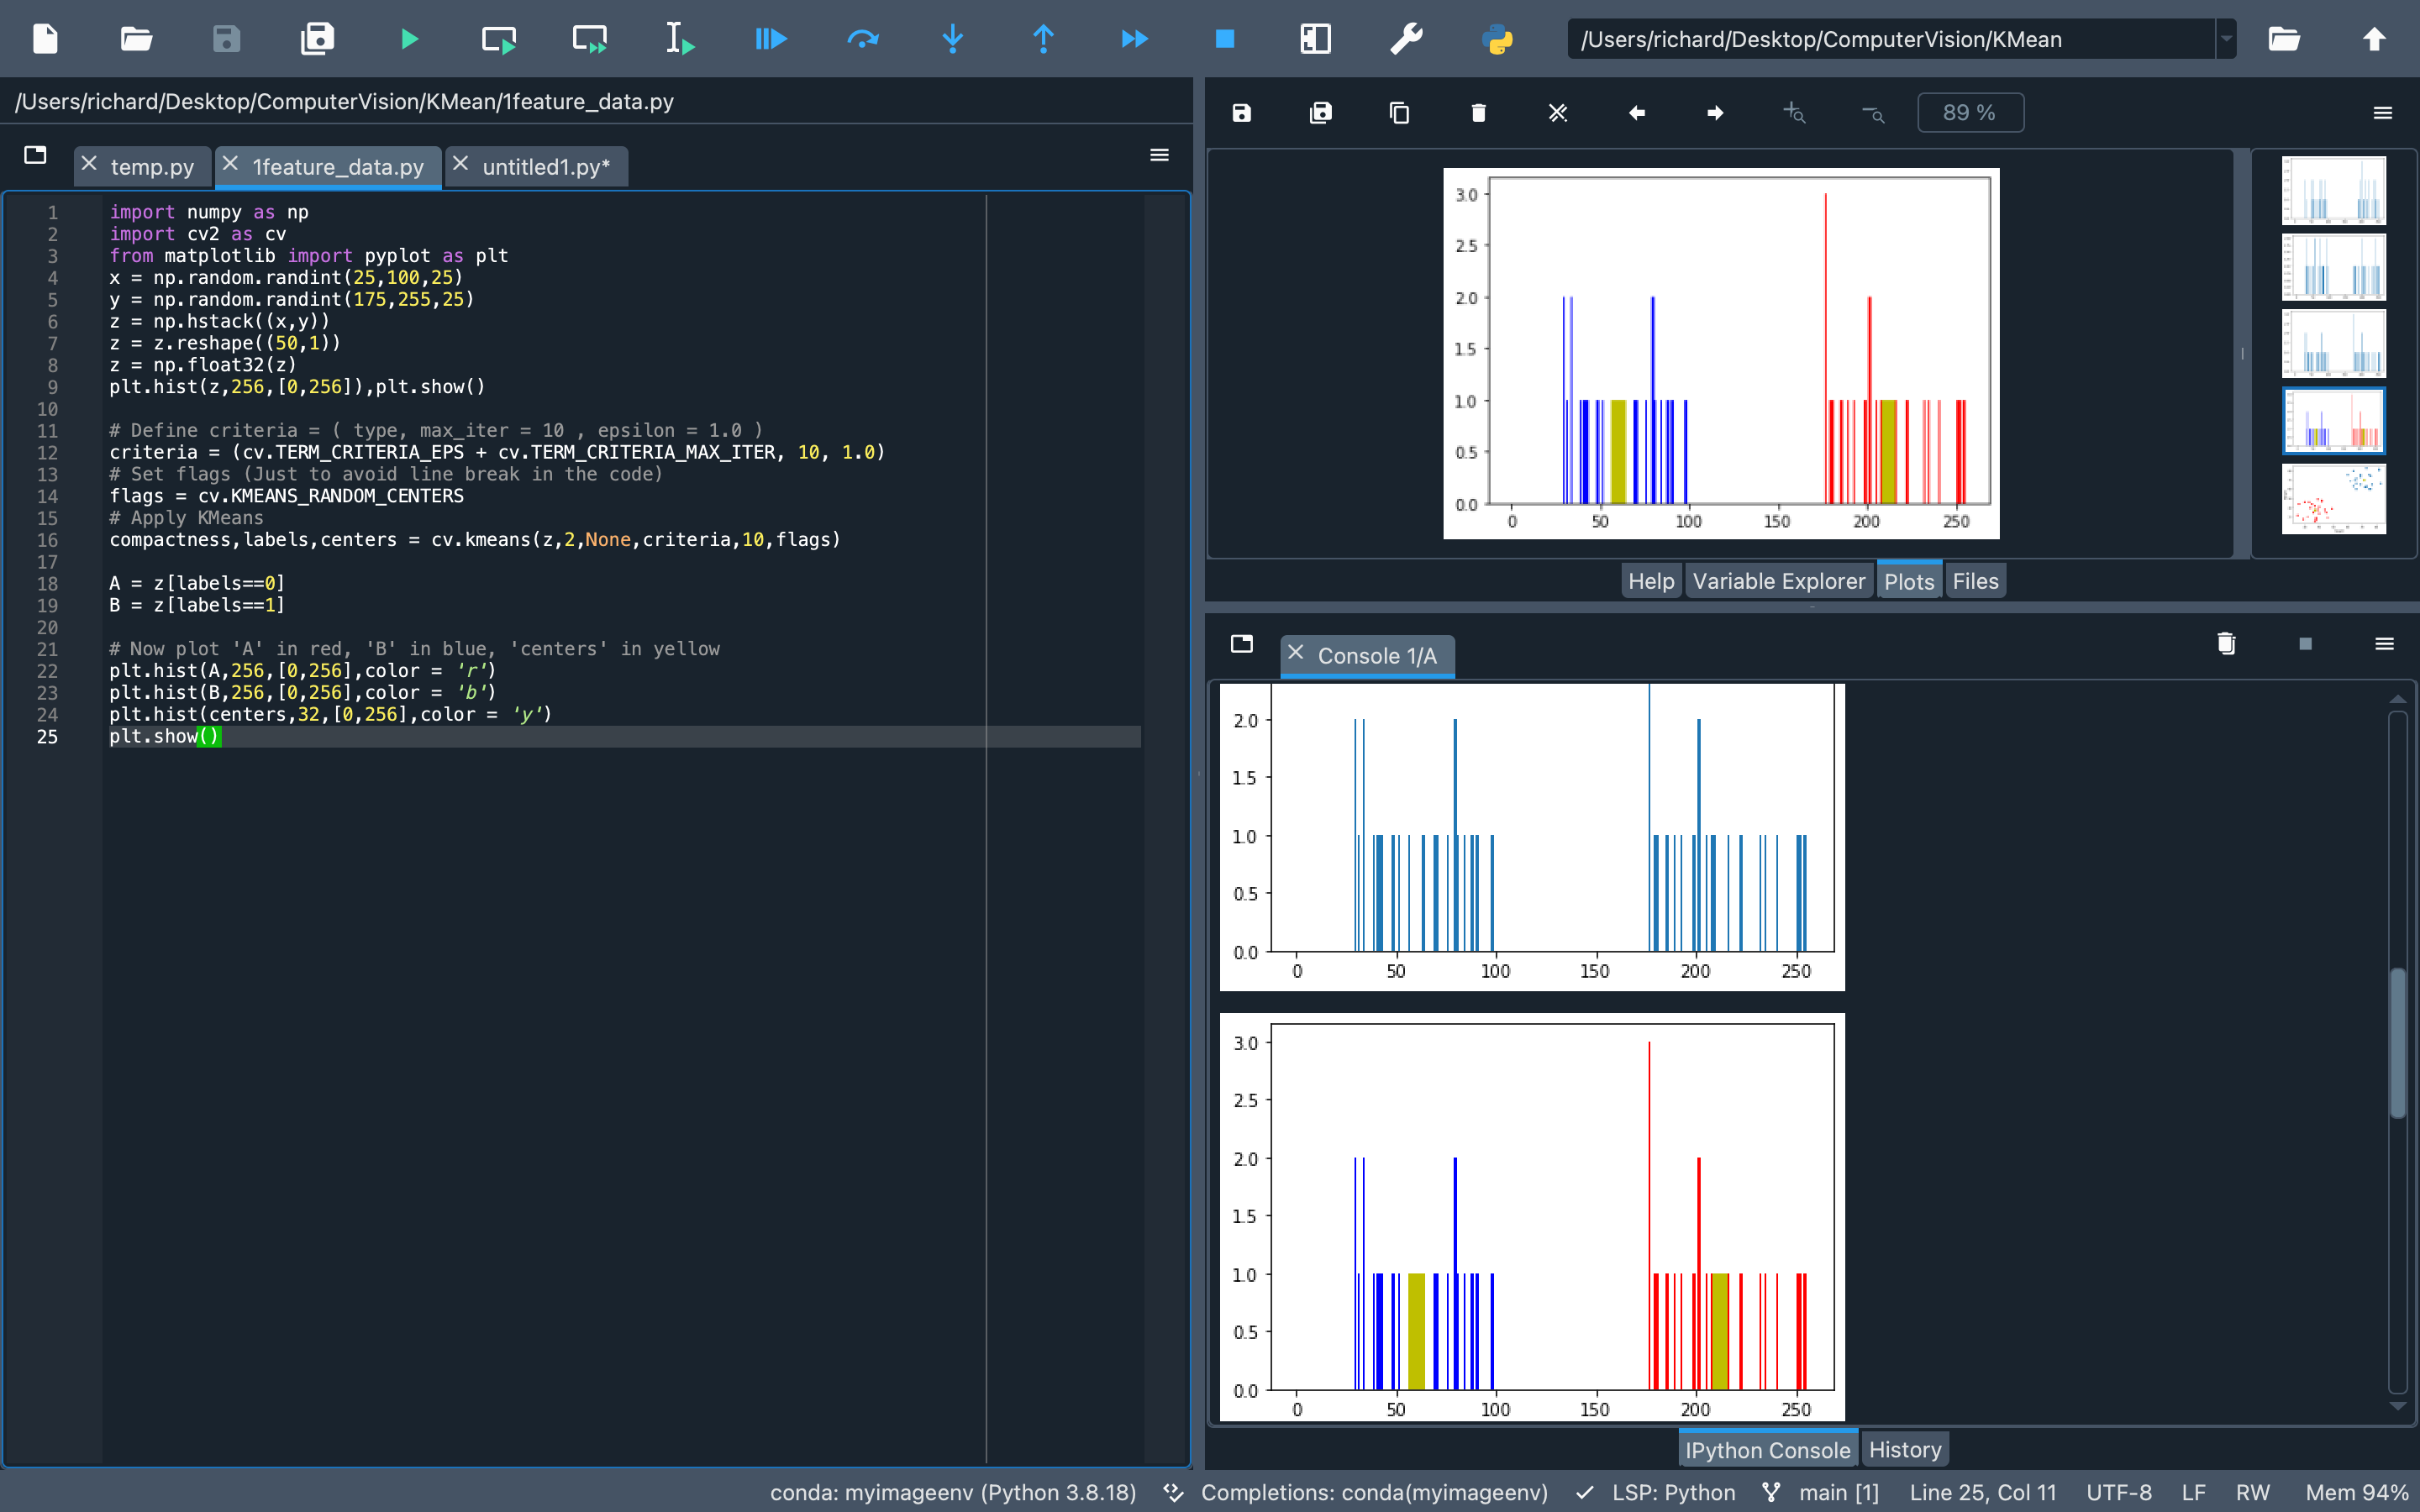 /Users/richard/Desktop/ComputerVision/KMean
/Users/richard/Desktop/ComputerVision/KMean/1feature_data.py
temp.py
1feature_data.py
untitled1.py*
1 import numpy as np
2 import cv2 as cv
3 from matplotlib import pyplot as plt
4 x = np.random.randint(25,100,25)
5 y = np.random.randint(175,255,25)
6 z = np.hstack((x,y))
7 z = z.reshape((50,1))
8 z = np.float32(z)
9 plt.hist(z,256,[0,256]),plt.show()
10
11 # Define criteria = ( type, max_iter = 10 , epsilon = 1.0 )
12 criteria = (cv.TERM_CRITERIA_EPS + cv.TERM_CRITERIA_MAX_ITER, 10, 1.0)
13 # Set flags (Just to avoid line break in the code)
14 flags = cv.KMEANS_RANDOM_CENTERS
15 # Apply KMeans
16 compactness,labels,centers = cv.kmeans(z,2,None,criteria,10,flags)
17
18 A = z[labels==0]
19 B = z[labels==1]
20
21 # Now plot 'A' in red, 'B' in blue, 'centers' in yellow
22 plt.hist(A,256,[0,256],color = 'r')
23 plt.hist(B,256,[0,256],color = 'b')
24 plt.hist(centers,32,[0,256],color = 'y')
25 plt.show()
89 %
3.0
2.5
2.0
1.5
1.0
0.5
0.0
0 50 100 150 200 250
Help Variable Explorer Plots Files
Console 1/A
2.0
1.5
1.0
0.5
0.0
0 50 100 150 200 250
3.0
2.5
2.0
1.5
1.0
0.5
0.0
0 50 100 150 200 250
IPython Console History
conda: myimageenv (Python 3.8.18) Completions: conda(myimageenv) LSP: Python main [1] Line 25, Col 11 UTF-8 LF RW Mem 94%